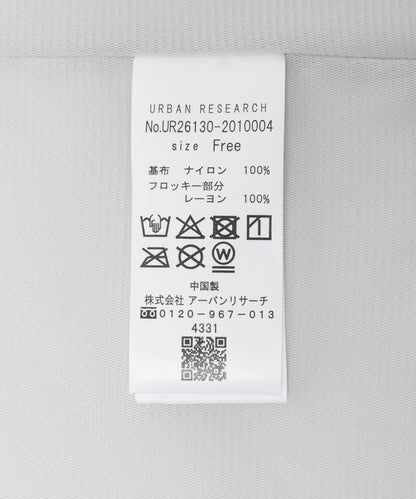 URBAN RESEARCH
No.UR26130-2010004
size Free
基布 ナイロン 100%
フロッキー部分
レーヨン 100%
W
中国製
株式会社 アーバンリサーチ
0120-967-013
4331